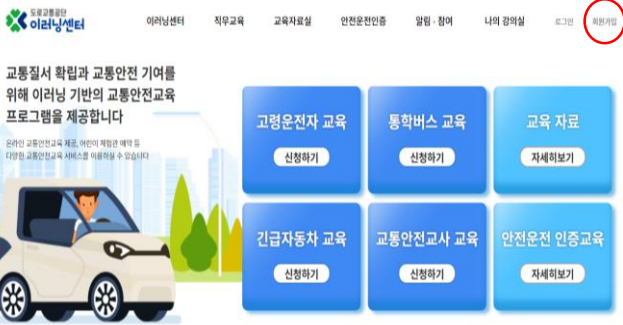 도로교통공단
이러닝센터
이러닝센터 직무교육 교육자료실 안전운전인증 알림 · 참여 나의 강의실 로그인 회원가입
교통질서 확립과 교통안전 기여를
위해 이러닝 기반의 교통안전교육
프로그램을 제공합니다
온라인 교통안전교육 제공, 어린이 체험관 예약 등
다양한 교통안전교육 서비스를 이용하실 수 있습니다
고령운전자 교육
신청하기
통학버스 교육
신청하기
교육 자료
자세히보기
긴급자동차 교육
신청하기
교통안전교사 교육
신청하기
안전운전 인증교육
자세히보기